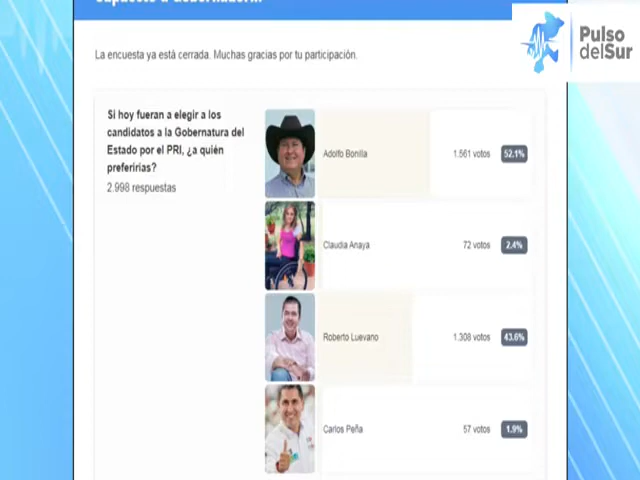 Pulso
delSur
La encuesta ya está cerrada. Muchas gracias por tu participación.
Si hoy fueran a elegir a los
candidatos a la Gobernatura del
Estado por el PRI, ¿a quién
preferirias?
2.998 respuestas
Adolfo Bonilla 1.561 votos 52.1%
Claudia Anaya 72 votos 2.4%
Roberto Luevano 1.308 votos 43.6%
Carlos Peña 57 votos 1.9%